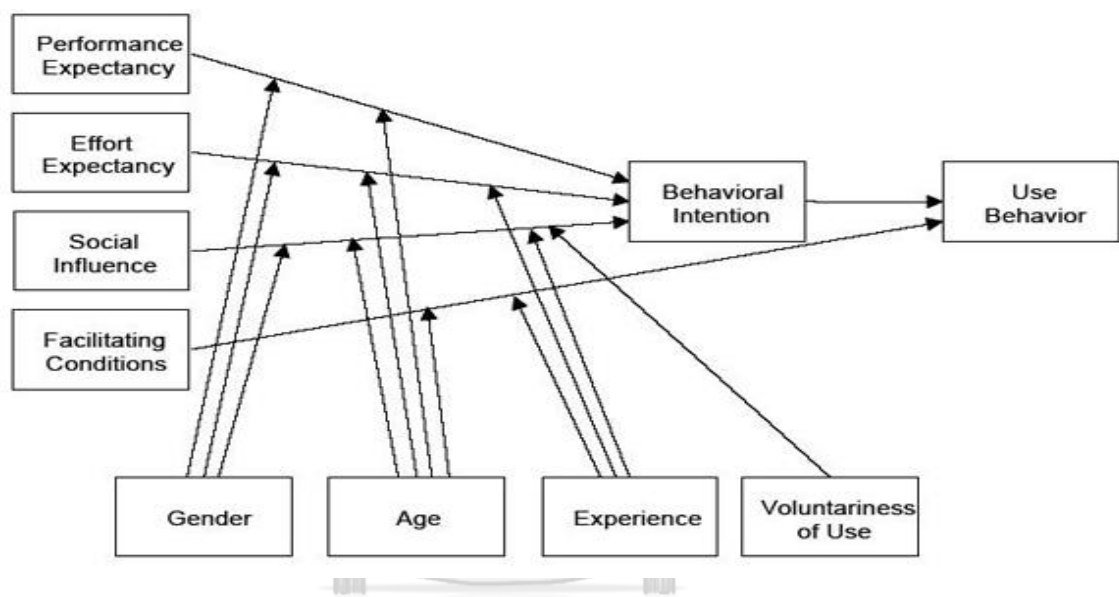 Performance
Expectancy
Effort
Expectancy
Social
Influence
Facilitating
Conditions
Behavioral
Intention
Use
Behavior
Gender
Age
Experience
Voluntariness
of Use